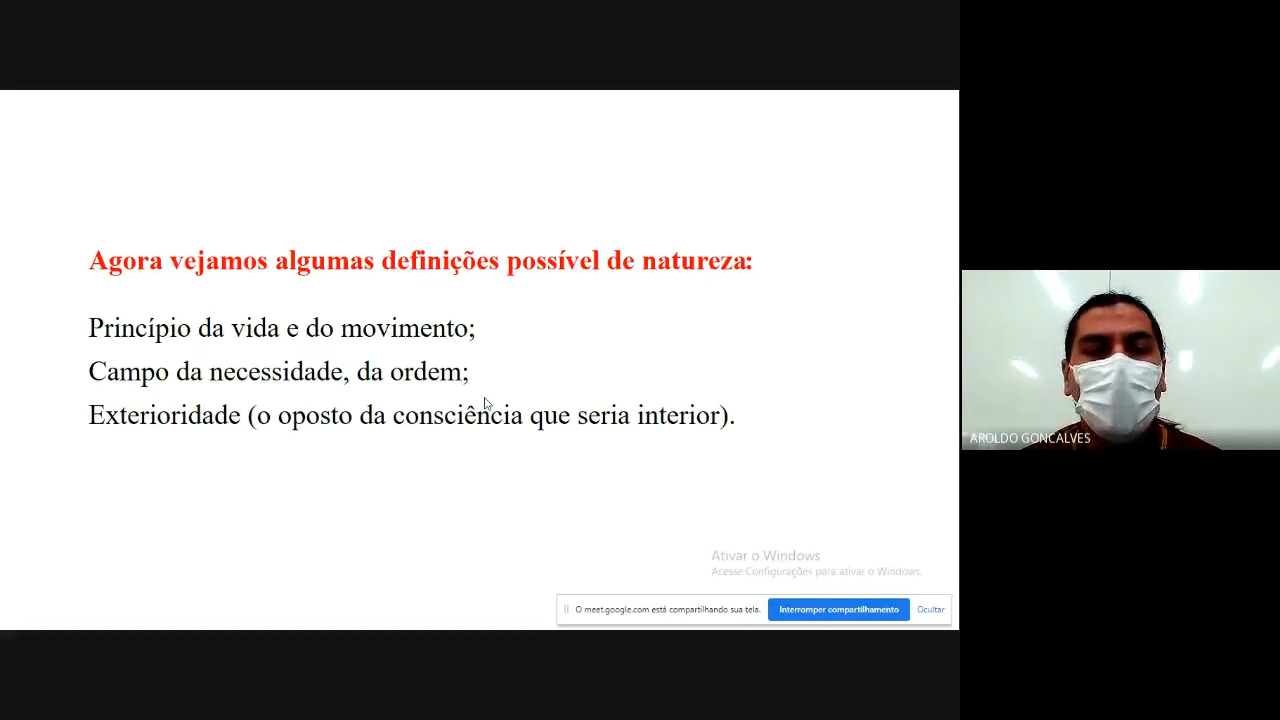 Agora vejamos algumas definições possível de natureza:
Princípio da vida e do movimento;
Campo da necessidade, da ordem;
Exterioridade (o oposto da consciência que seria interior).
Ativar o Windows
Acesse Configurações para ativar o Windows.
O meet.google.com está compartilhando sua tela.
Interromper compartilhamento
Ocultar
AROLDO GONCALVES